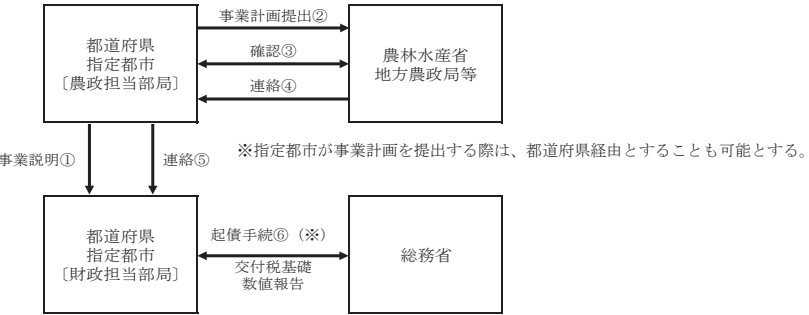 都道府県
指定都市
〔農政担当部局〕
事業計画提出②
確認③
連絡④
農林水産省
地方農政局等
事業説明①
連絡⑤
※指定都市が事業計画を提出する際は、都道府県経由とすることも可能とする。
都道府県
指定都市
〔財政担当部局〕
起債手続⑥（※）
交付税基礎
数値報告
総務省